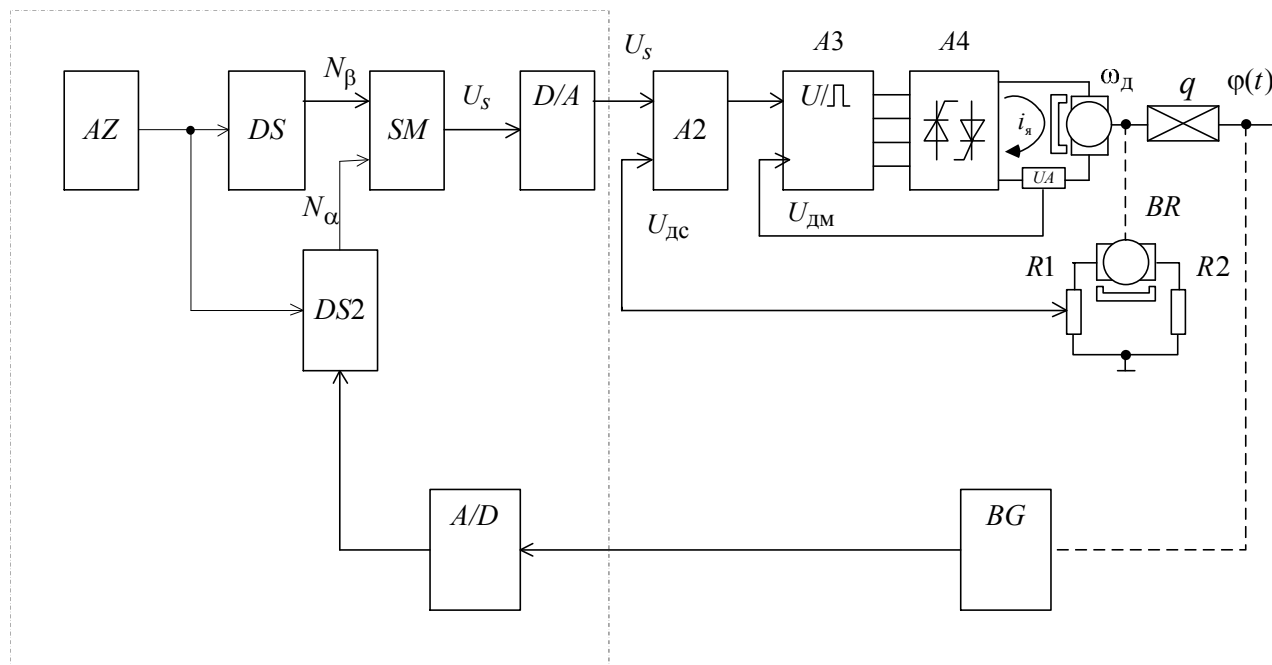 A3
A4
U_s
N_β
U_s
ω_д
q
φ(t)
AZ
DS
SM
D/A
A2
U/
i_я
UA
N_α
U_дс
U_дм
BR
R1
R2
DS2
A/D
BG